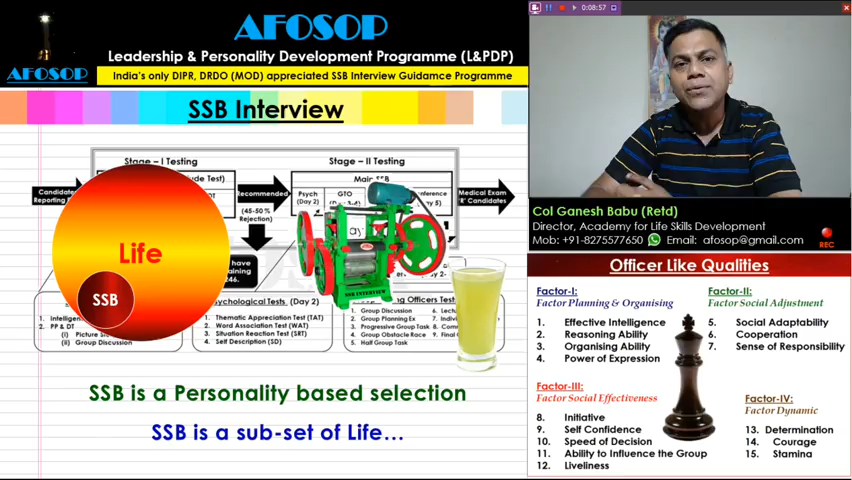 AFOSOP
AFOSOP
Leadership & Personality Development Programme (L&PDP)
India's only DIPR, DRDO (MOD) appreciated SSB Interview Guidamce Programme
SSB Interview
Stage – I Testing
Stage – II Testing
Candidates
Reporting
Recommended
(45-50%
Rejection)
Psych
(Day 2)
GTO
Medical Exam
'R' Candidates
Life
SSB
have
246.
(Day 2)
1. Thematic Appreciation Test (TAT)
2. Word Association Test (WAT)
3. Situation Reaction Test (SRT)
4. Self Description (SD)
1. Group Discussion
2. Group Planning Ex
3. Progressive Group Task
4. Group Obstacle Race
5. Half Group Task
2. PP & DT
(ii) Group Discussion
SSB INTERVIEW
SSB is a Personality based selection
SSB is a sub-set of Life...
0:08:57
Col Ganesh Babu (Retd)
Director, Academy for Life Skills Development
Mob: +91-8275577650 Email: afosop@gmail.com
REC
Officer Like Qualities
Factor-I:
Factor Planning & Organising
1. Effective Intelligence
2. Reasoning Ability
3. Organising Ability
4. Power of Expression
Factor-II:
Factor Social Adjustment
5. Social Adaptability
6. Cooperation
7. Sense of Responsibility
Factor-III:
Factor Social Effectiveness
8. Initiative
9. Self Confidence
10. Speed of Decision
11. Ability to Influence the Group
12. Liveliness
Factor-IV:
Factor Dynamic
13. Determination
14. Courage
15. Stamina